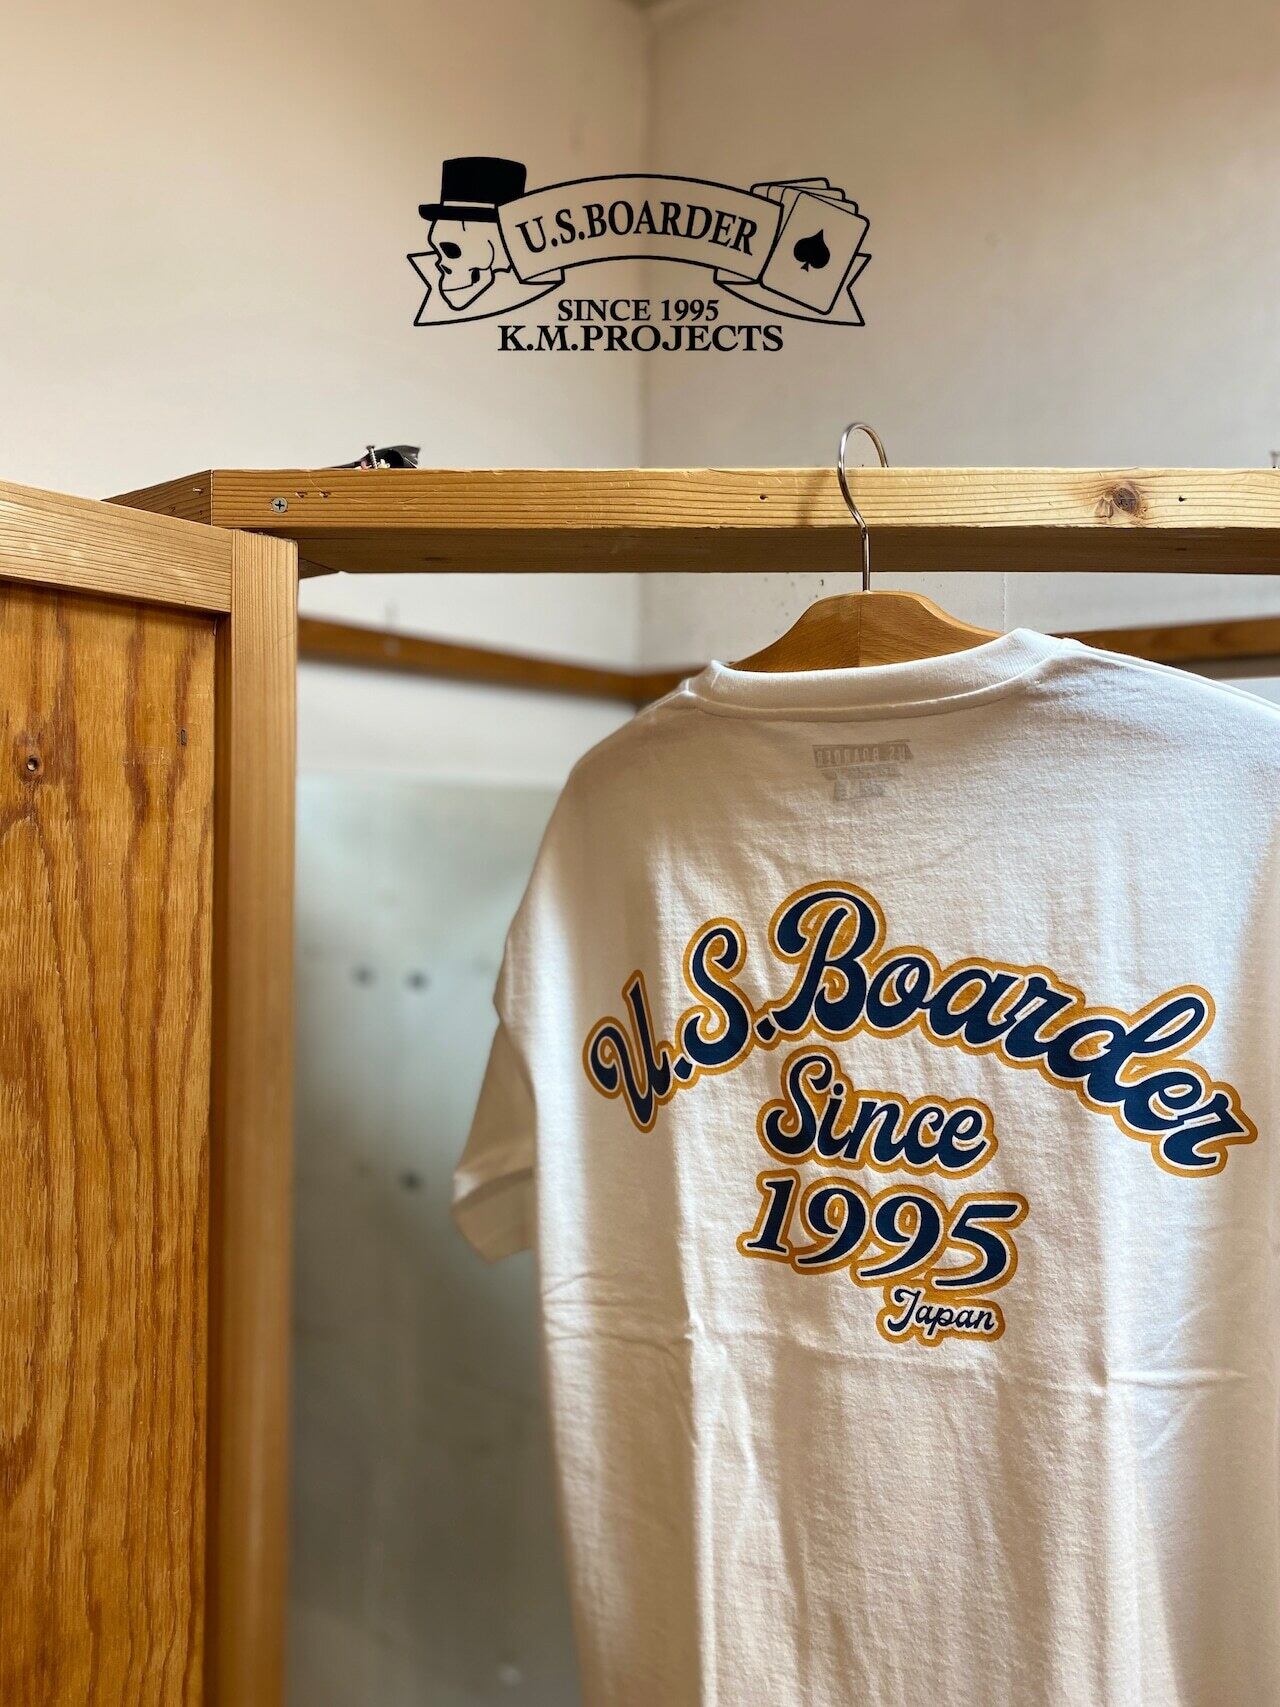 U.S.BOARDER
SINCE 1995
K.M.PROJECTS
U.S.Boarder
Since
1995
Japan